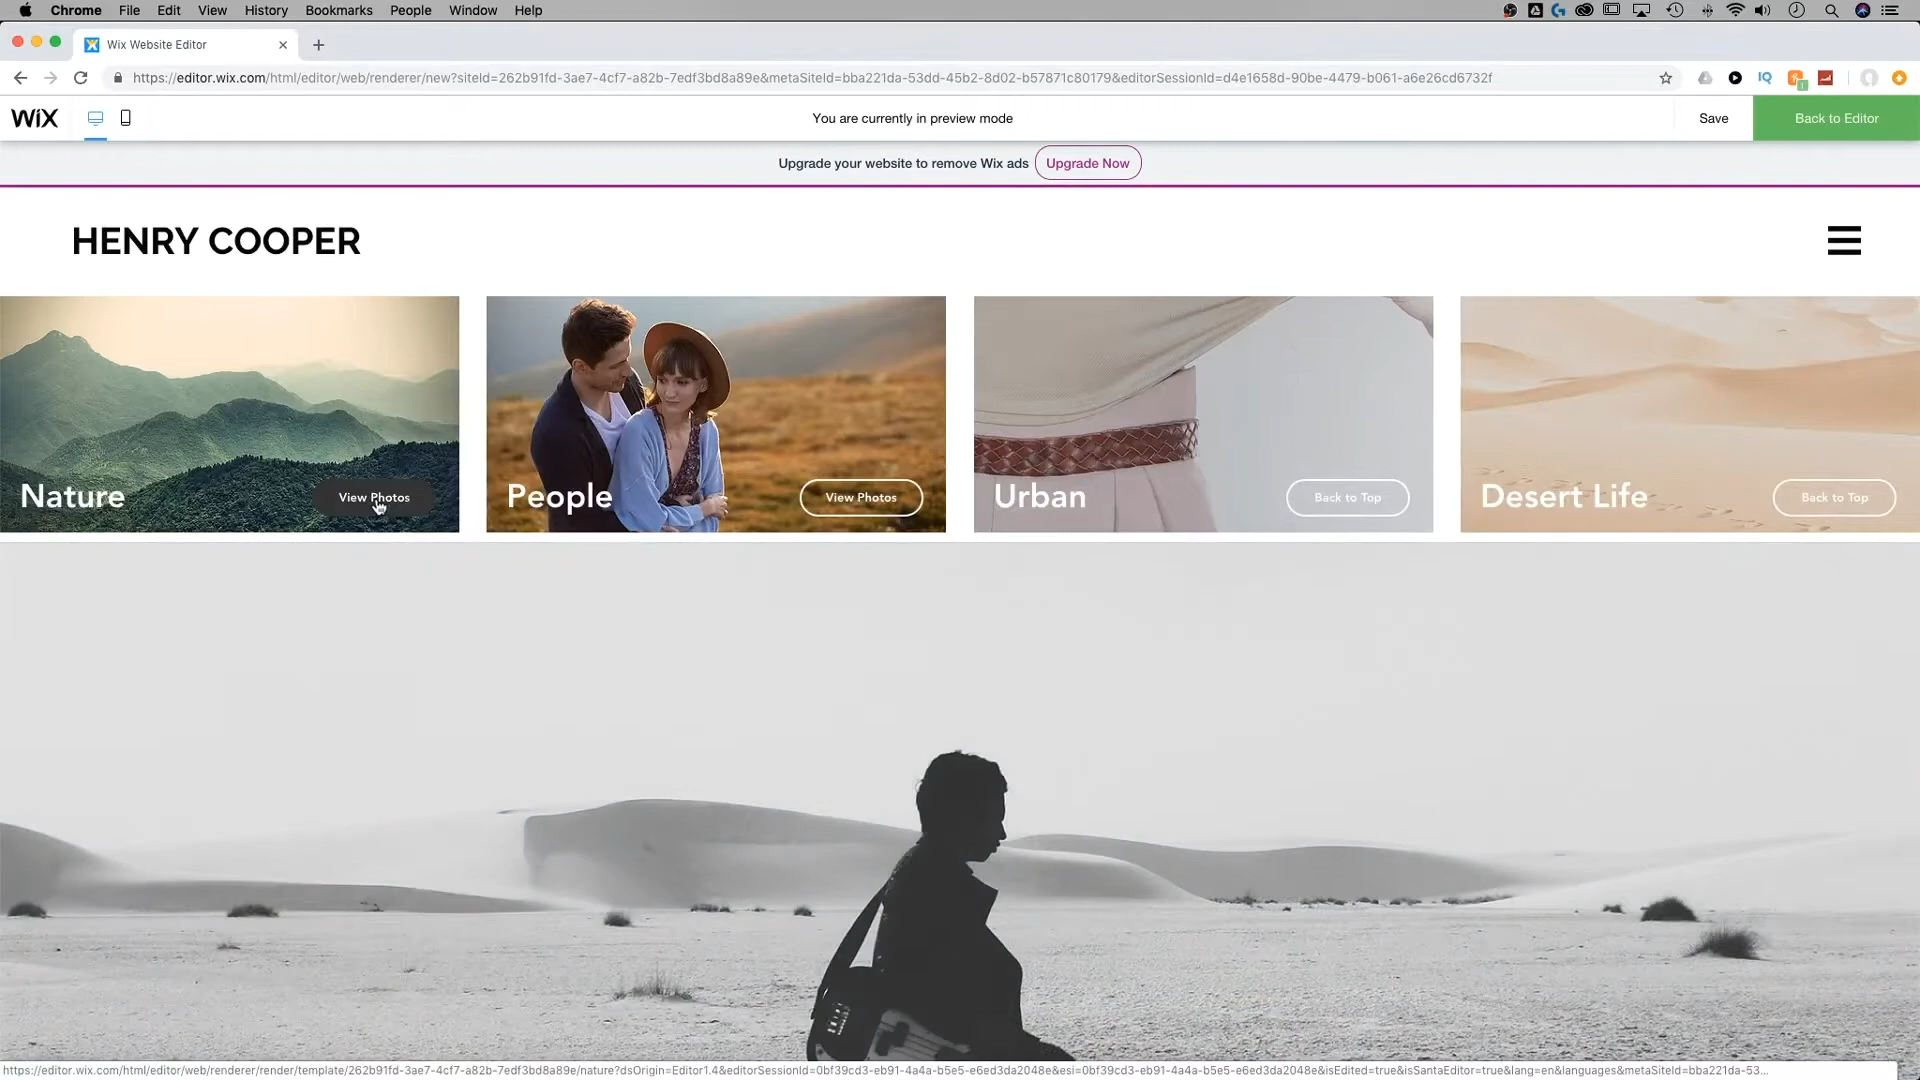 Chrome File Edit View History Bookmarks People Window Help
Wix Website Editor
https://editor.wix.com/html/editor/web/renderer/new?siteId=262b91fd-3ae7-4cf7-a82b-7edf3bd8a89e&metaSiteId=bba221da-53dd-45b2-8d02-b57871c80179&editorSessionId=d4e1658d-90be-4479-b061-a6e26cd6732f
IQ
WiX
You are currently in preview mode
Save
Back to Editor
Upgrade your website to remove Wix ads
Upgrade Now
HENRY COOPER
Nature
View Photos
People
View Photos
Urban
Back to Top
Desert Life
Back to Top
https://editor.wix.com/html/editor/web/renderer/render/template/262b91fd-3ae7-4cf7-a82b-7edf3bd8a89e/nature?dsOrigin=Editor1.4&editorSessionId=0bf39cd3-eb91-4a4a-b5e5-e6ed3da2048e&esi=0bf39cd3-eb91-4a4a-b5e5-e6ed3da2048e&isEdited=true&isSantaEditor=true&lang=en&languages&metaSiteId=bba221da-53...